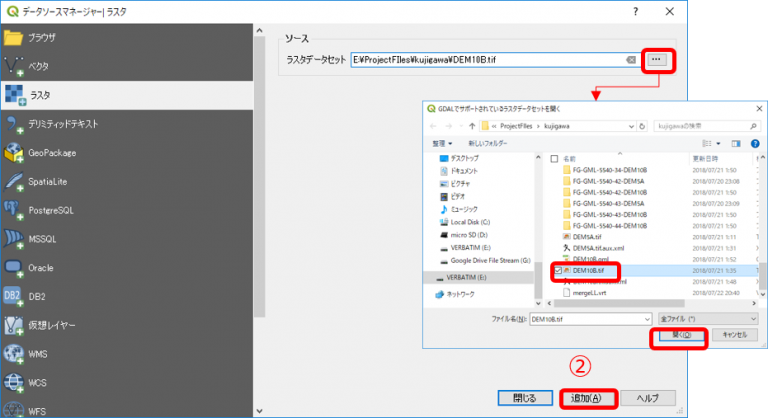 データソースマネージャー | ラスタ
ブラウザ
ベクタ
ラスタ
デリミティッドテキスト
GeoPackage
SpatiaLite
PostgreSQL
MSSQL
Oracle
DB2
仮想レイヤー
WMS
WCS
WFS
ソース
ラスタデータセット
E:¥ProjectFIles¥kujigawa¥DEM10B.tif
...
GDALでサポートされているラスタデータセットを開く
ProjectFiles > kujigawa
kujigawaの検索
整理
新しいフォルダー
デスクトップ
ドキュメント
ピクチャ
ビデオ
ミュージック
Local Disk (C:)
micro SD (D:)
VERBATIM (E:)
Google Drive File Stream (G:)
VERBATIM (E:)
ネットワーク
名前
更新日時
FG-GML-5540-34-DEM10B
2018/07/21 1:50
FG-GML-5540-42-DEM5A
2018/07/20 23:08
FG-GML-5540-42-DEM10B
2018/07/21 1:50
FG-GML-5540-43-DEM5A
2018/07/20 23:09
FG-GML-5540-43-DEM10B
2018/07/21 1:50
FG-GML-5540-44-DEM10B
2018/07/21 1:50
DEM5A.tif
2018/07/21 1:11
DEM5A.tif.aux.xml
2018/07/21 1:31
2018/07/21 1:52
DEM10B.tif
2018/07/21 1:35
2018/07/21 1:48
mergeLL.vrt
2018/07/22 20:40
ファイル名(N):
DEM10B.tif
全ファイル (*)
開く(O)
キャンセル
②
閉じる
追加(A)
ヘルプ